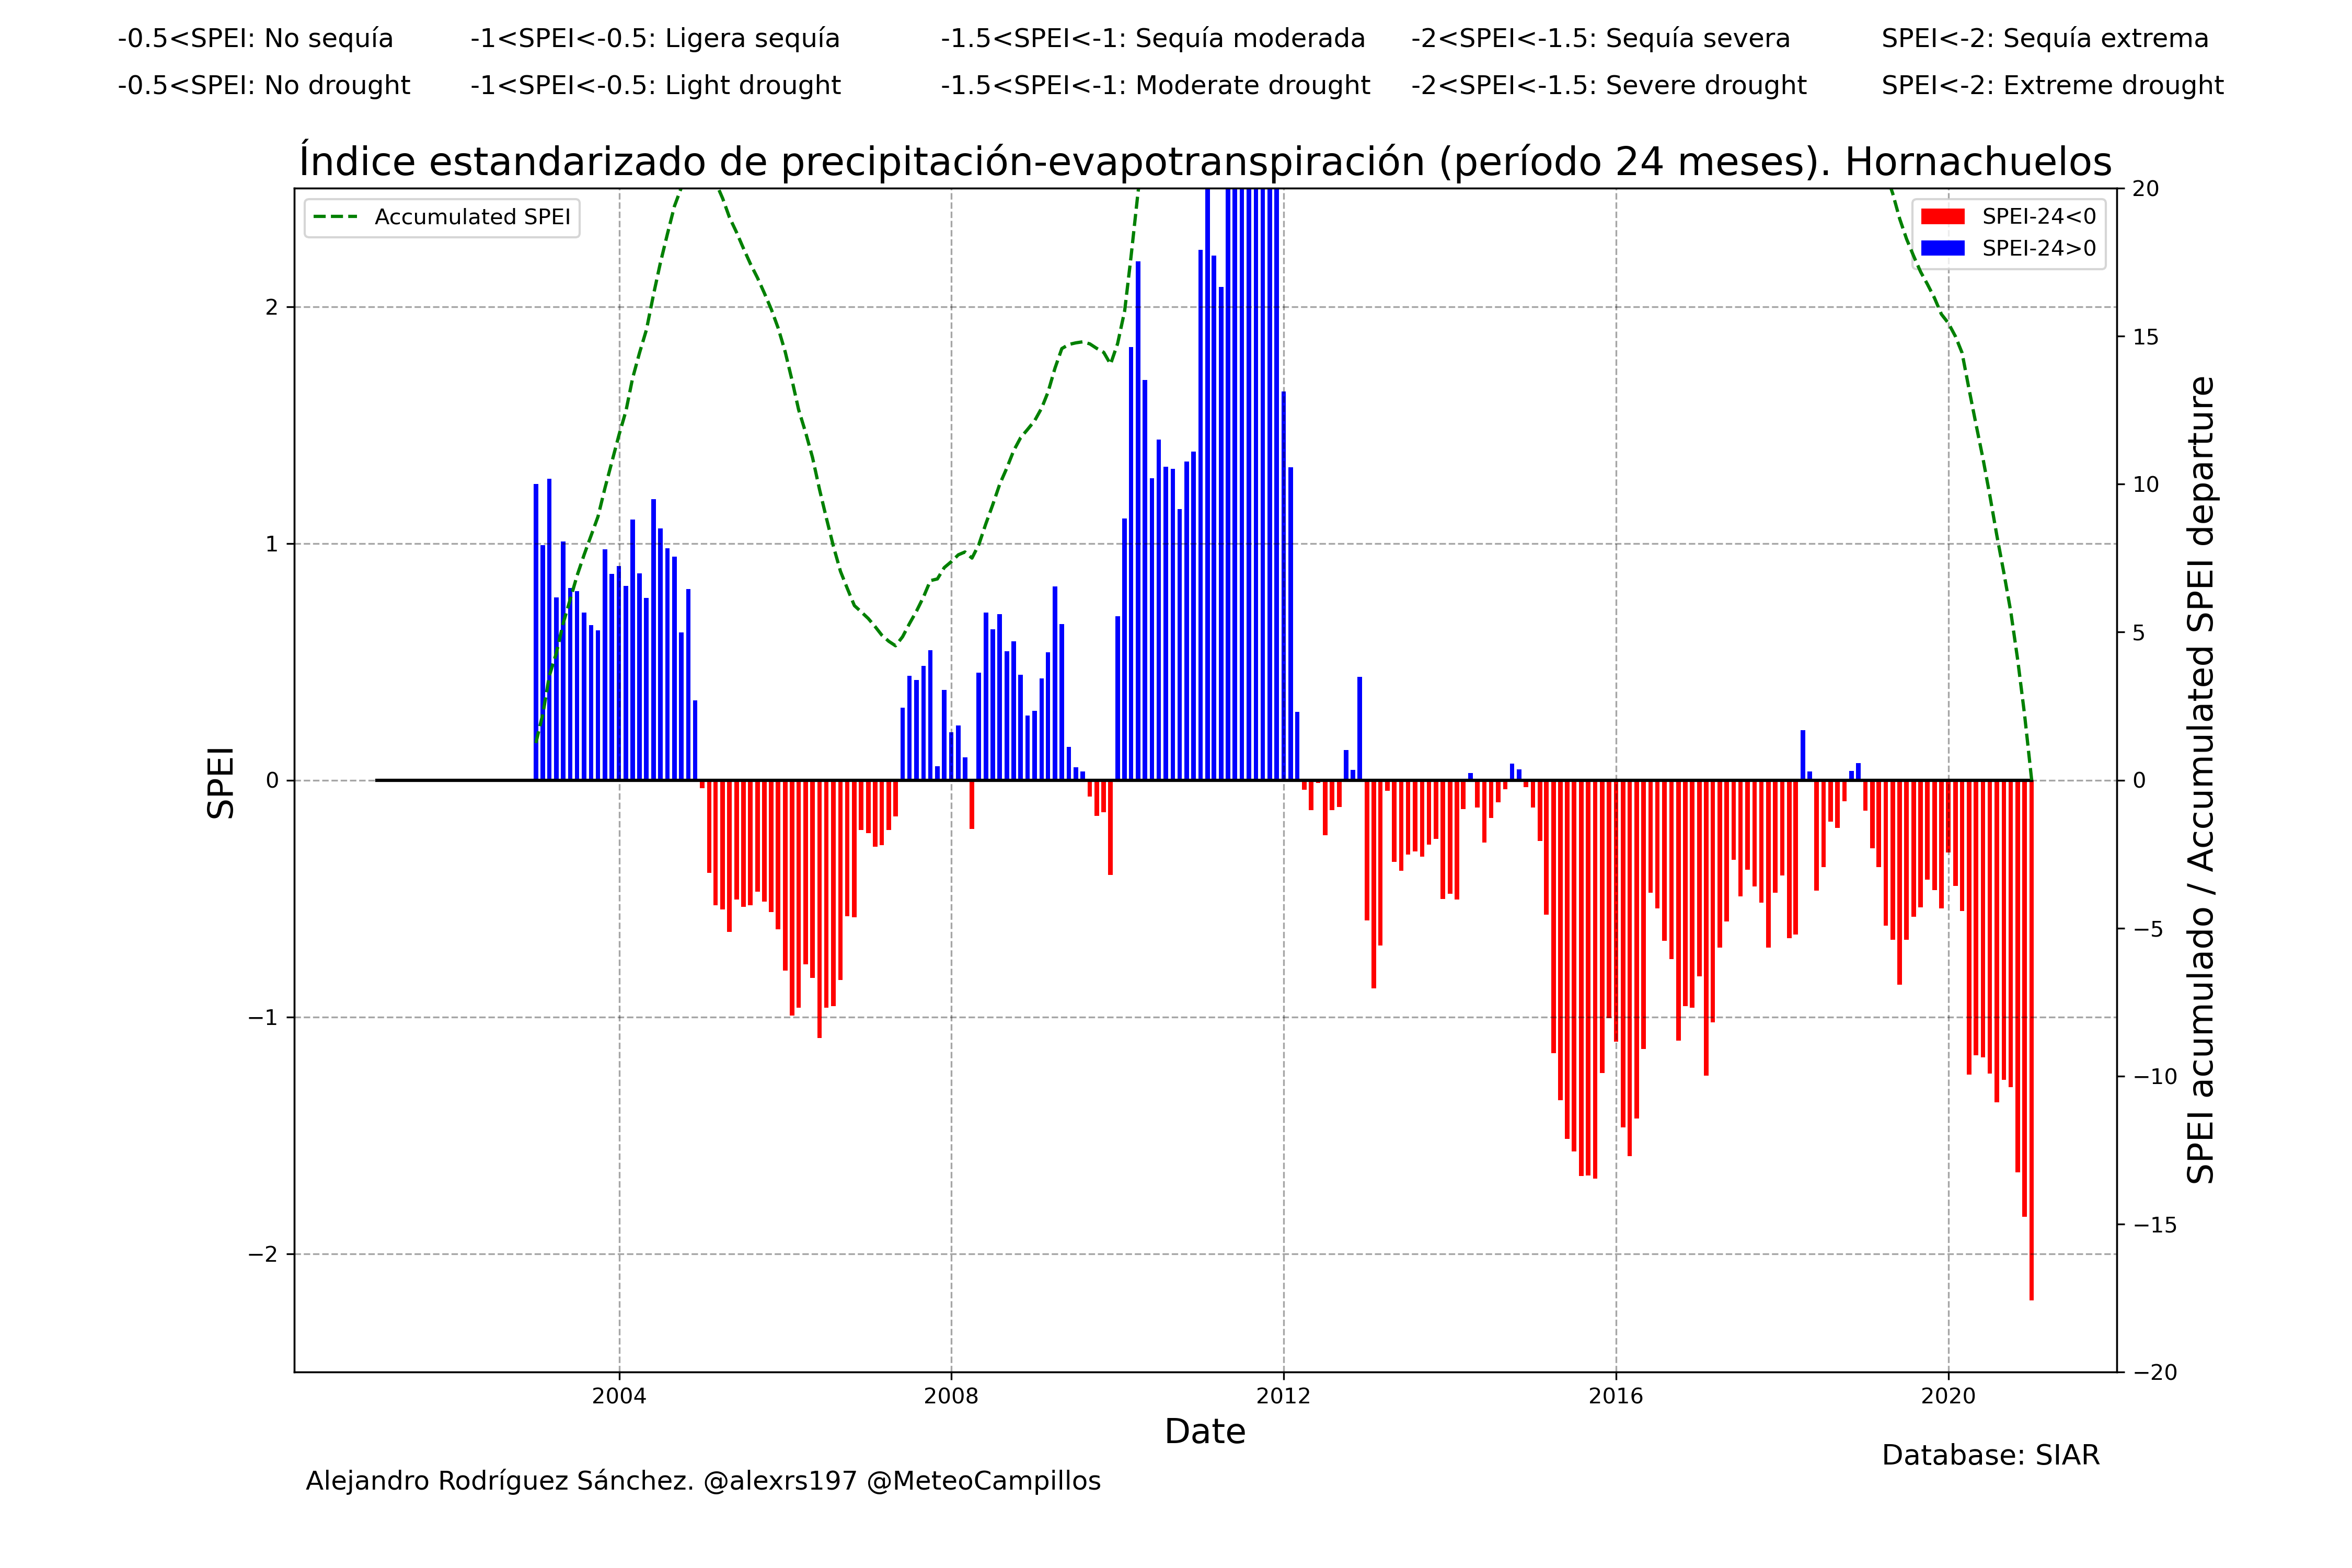 -0.5<SPEI: No sequía -1<SPEI<-0.5: Ligera sequía -1.5<SPEI<-1: Sequía moderada -2<SPEI<-1.5: Sequía severa SPEI<-2: Sequía extrema
-0.5<SPEI: No drought -1<SPEI<-0.5: Light drought -1.5<SPEI<-1: Moderate drought -2<SPEI<-1.5: Severe drought SPEI<-2: Extreme drought
Índice estandarizado de precipitación-evapotranspiración (período 24 meses). Hornachuelos
Accumulated SPEI
SPEI-24<0
SPEI-24>0
SPEI
2
1
0
−1
−2
20
15
10
5
0
−5
−10
−15
−20
SPEI acumulado / Accumulated SPEI departure
2004 2008 2012 2016 2020
Date
Database: SIAR
Alejandro Rodríguez Sánchez. @alexrs197 @MeteoCampillos